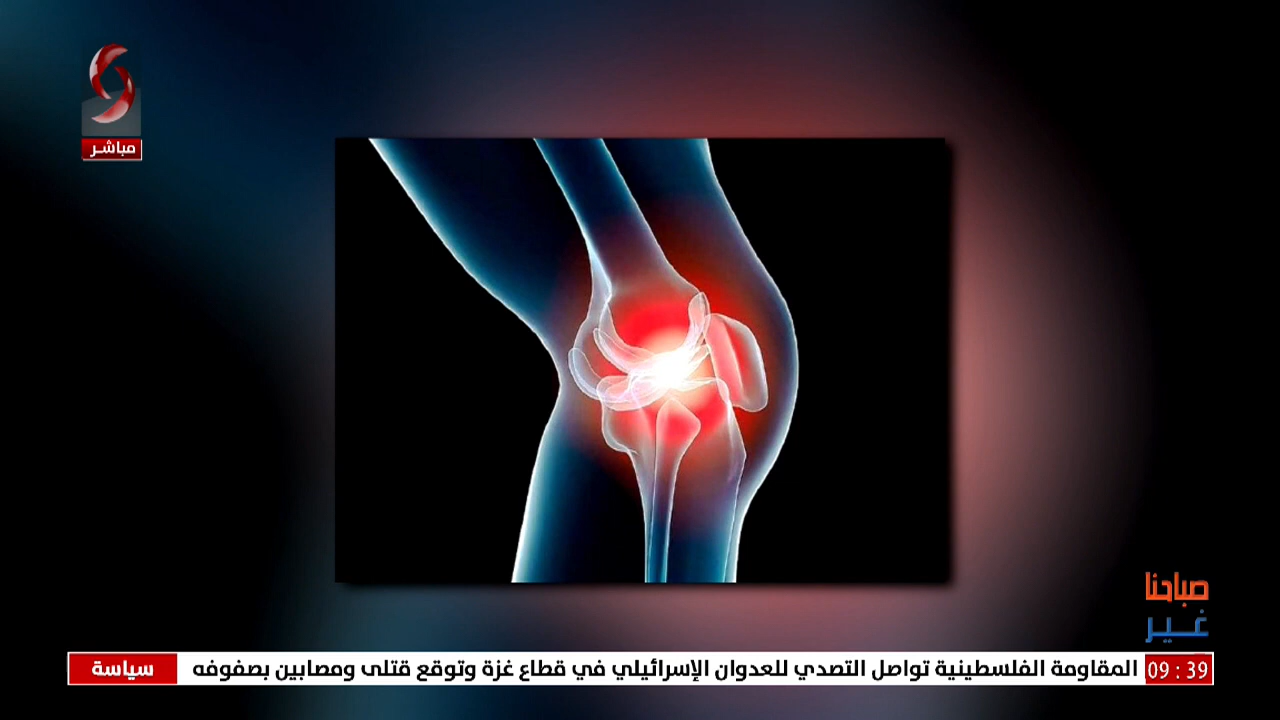 مباشر
صباحنا
غير
09 : 39
المقاومة الفلسطينية تواصل التصدي للعدوان الإسرائيلي في قطاع غزة وتوقع قتلى ومصابين بصفوفه
سياسة